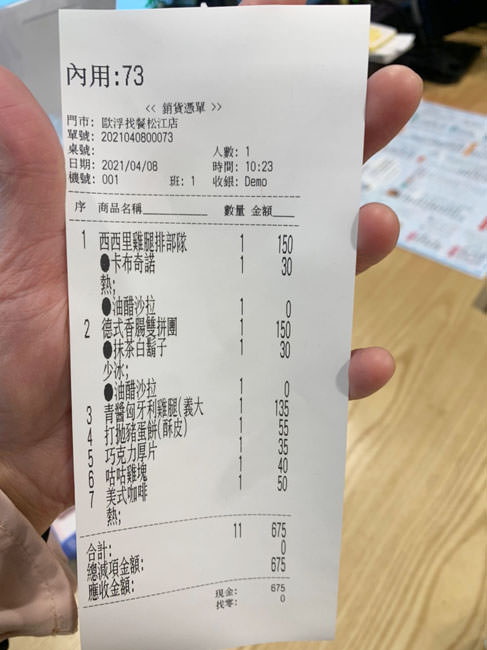 內用:73
<< 銷貨憑單 >>
門市: 歐浮找餐松江店
單號: 2021040800073
桌號: 人數: 1
日期: 2021/04/08 時間: 10:23
機號: 001 班: 1 收銀: Demo
序 商品名稱 數量 金額
1 西西里雞腿排部隊 1 150
●卡布奇諾 1 30
熱;
●油醋沙拉 1 0
2 德式香腸雙拼團 1 150
●抹茶白鬍子 1 30
少冰;
●油醋沙拉 1 0
3 青醬匈牙利雞腿(義大 1 135
4 打拋豬蛋餅(酥皮) 1 55
5 巧克力厚片 1 35
6 咕咕雞塊 1 40
7 美式咖啡 1 50
熱;
合計: 11 675
總減項金額: 0
應收金額: 675
現金: 675
找零: 0